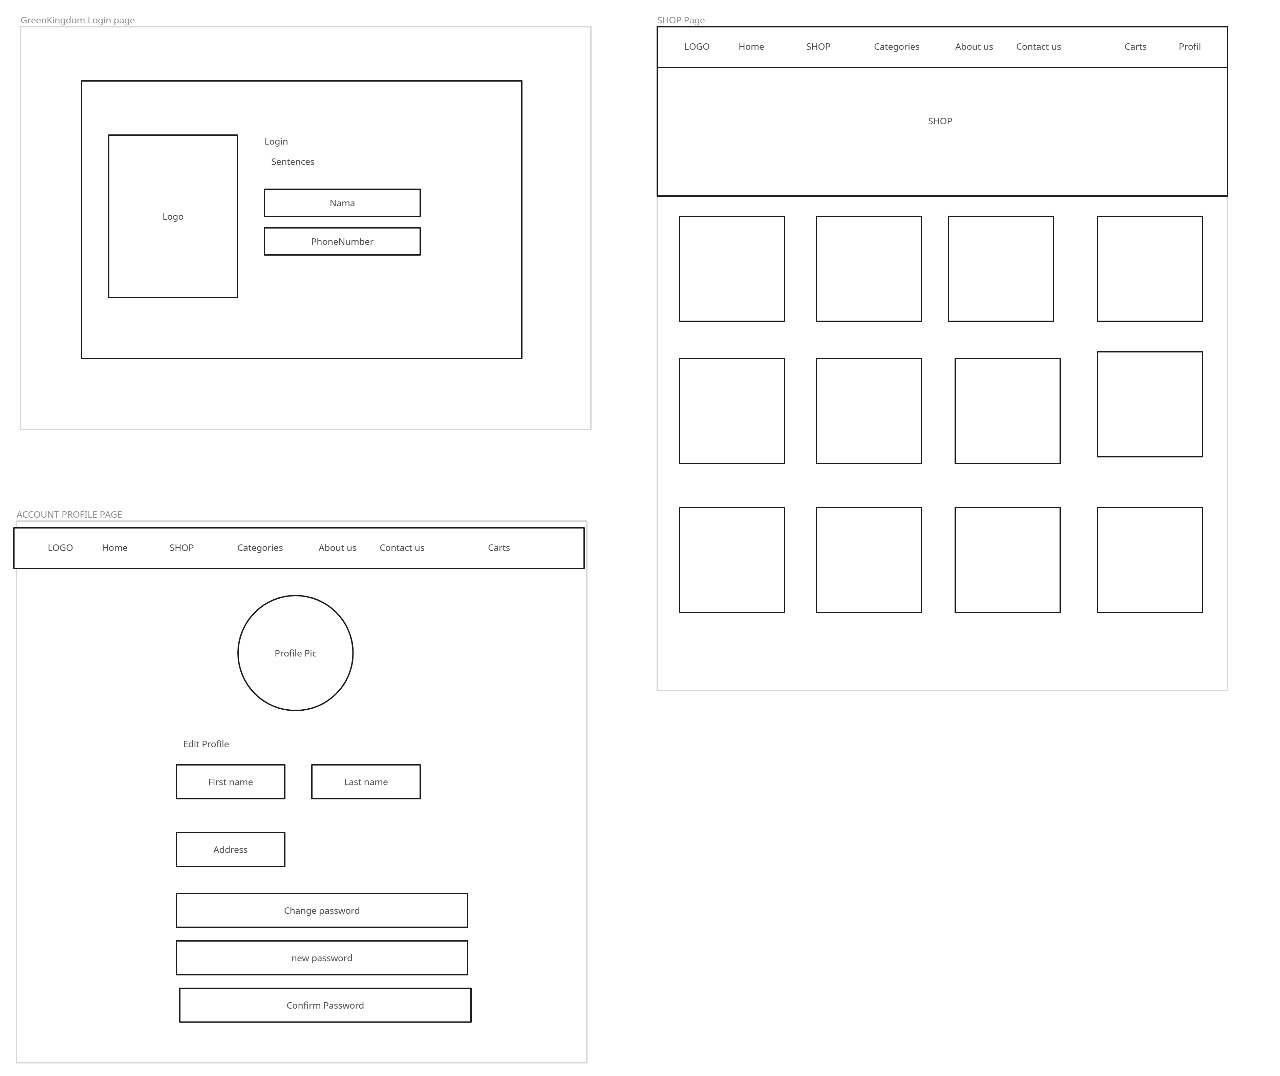 GreenKingdom Login page
Login
Sentences
Logo
Nama
PhoneNumber
SHOP Page
LOGO Home SHOP Categories About us Contact us Carts Profil
SHOP
ACCOUNT PROFILE PAGE
LOGO Home SHOP Categories About us Contact us Carts
Profile Pic
Edit Profile
First name Last name
Address
Change password
new password
Confirm Password